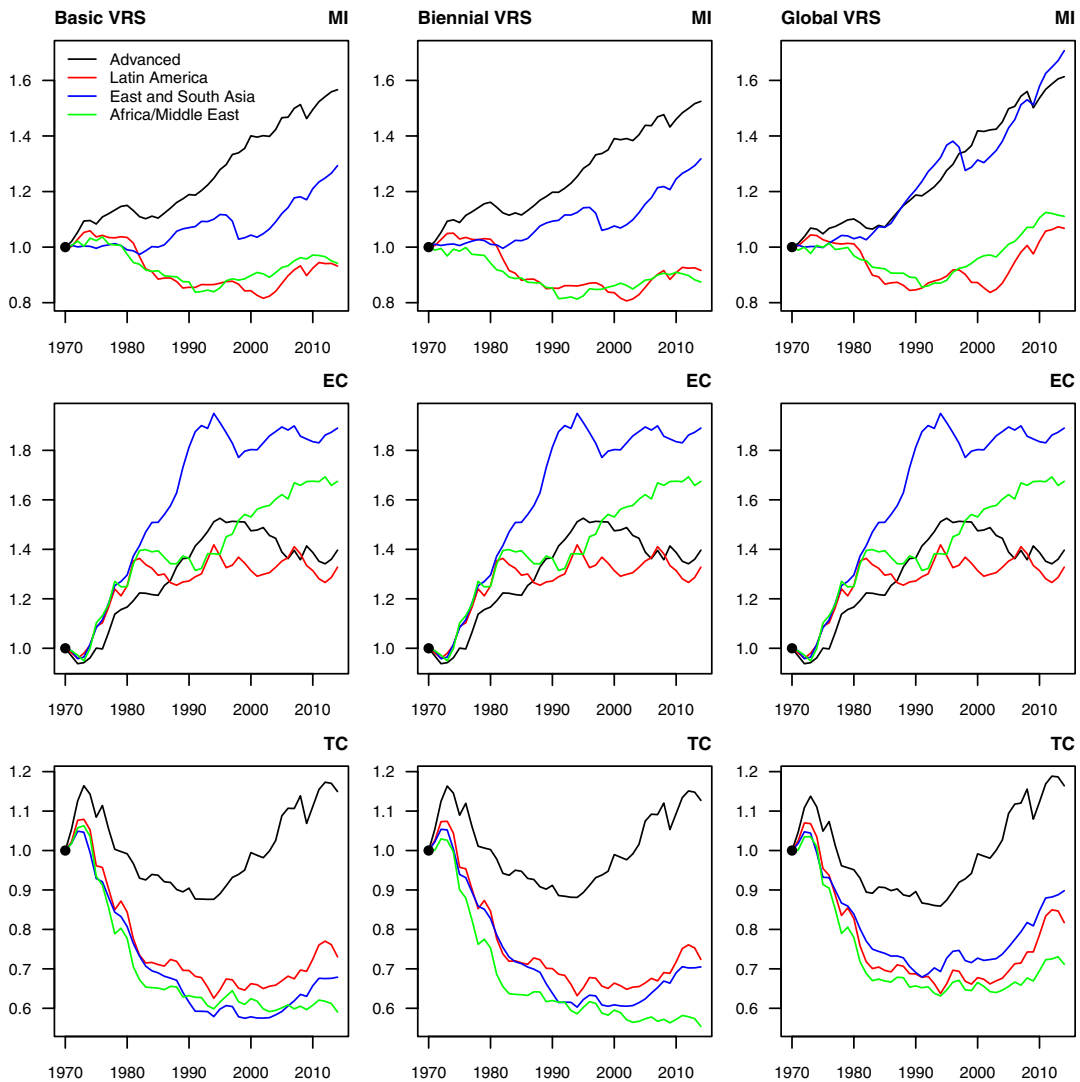 Basic VRS MI Biennial VRS MI Global VRS MI
Advanced
Latin America
East and South Asia
Africa/Middle East
1.6 1.6 1.6
1.4 1.4 1.4
1.2 1.2 1.2
1.0 1.0 1.0
0.8 0.8 0.8
1970 1980 1990 2000 2010 1970 1980 1990 2000 2010 1970 1980 1990 2000 2010
EC EC EC
1.8 1.8 1.8
1.6 1.6 1.6
1.4 1.4 1.4
1.2 1.2 1.2
1.0 1.0 1.0
1970 1980 1990 2000 2010 1970 1980 1990 2000 2010 1970 1980 1990 2000 2010
TC TC TC
1.2 1.2 1.2
1.1 1.1 1.1
1.0 1.0 1.0
0.9 0.9 0.9
0.8 0.8 0.8
0.7 0.7 0.7
0.6 0.6 0.6
1970 1980 1990 2000 2010 1970 1980 1990 2000 2010 1970 1980 1990 2000 2010